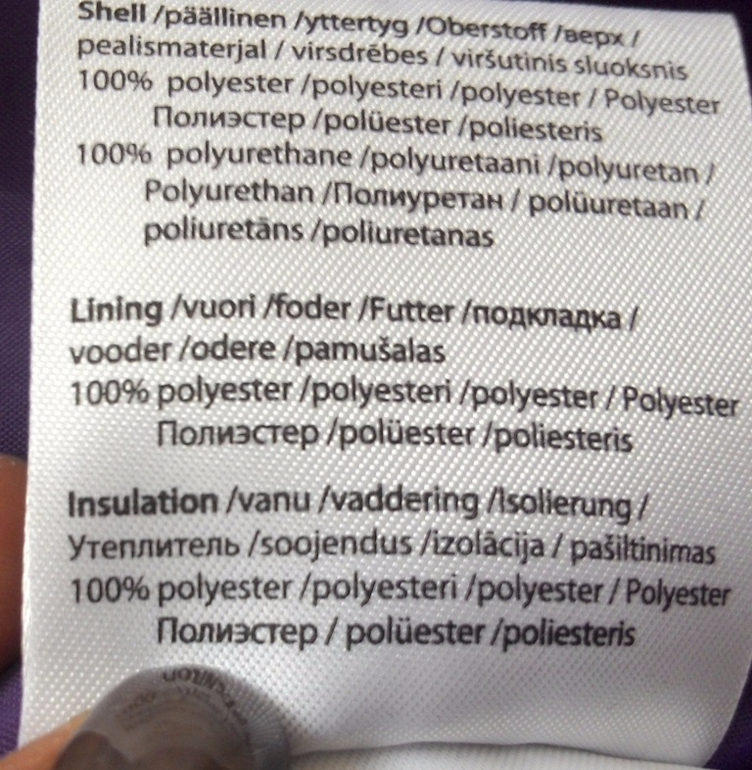 Shell /päällinen /yttertyg /Oberstoff /верх /
pealismaterjal / virsdrēbes / viršutinis sluoksnis
100% polyester /polyesteri /polyester / Polyester
Полиэстер /polüester /poliesteris
100% polyurethane /polyuretaani /polyuretan /
Polyurethan /Полиуретан / polüuretaan /
poliuretāns /poliuretanas
Lining /vuori /foder /Futter /подкладка /
vooder /odere /pamušalas
100% polyester /polyesteri /polyester / Polyester
Полиэстер /polüester /poliesteris
Insulation /vanu /vaddering /Isolierung /
Утеплитель /soojendus /izolācija / pašiltinimas
100% polyester /polyesteri /polyester / Polyester
Полиэстер / polüester /poliesteris